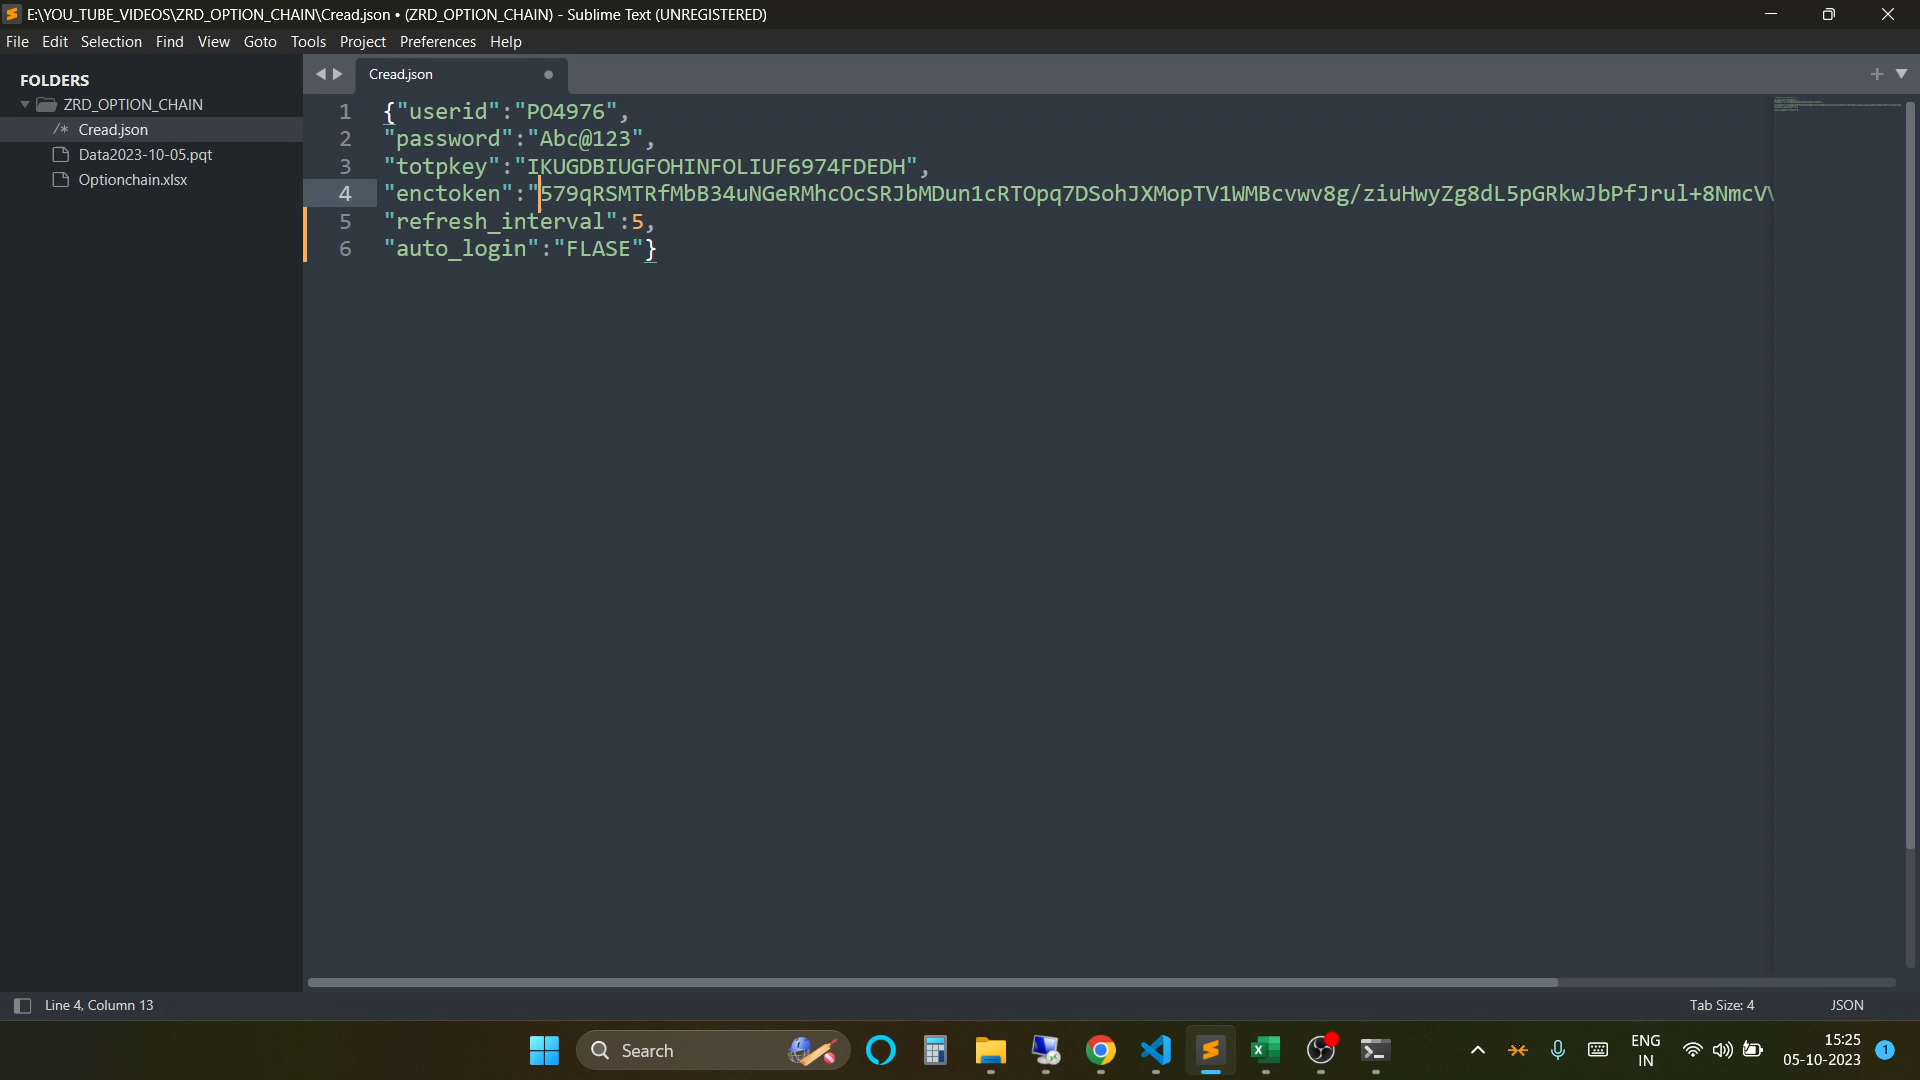 E:\YOU_TUBE_VIDEOS\ZRD_OPTION_CHAIN\Cread.json • (ZRD_OPTION_CHAIN) - Sublime Text (UNREGISTERED)
File Edit Selection Find View Goto Tools Project Preferences Help
FOLDERS
ZRD_OPTION_CHAIN
/* Cread.json
Data2023-10-05.pqt
Optionchain.xlsx
Cread.json
1 {"userid":"PO4976",
2 "password":"Abc@123",
3 "totpkey":"IKUGDBIUGFOHINFOLIUF6974FDEDH",
4 "enctoken":"579qRSMTRfMbB34uNGeRMhcOcSRJbMDun1cRTOpq7DSohJXMopTV1WMBcvwv8g/ziuHwyZg8dL5pGRkwJbPfJrul+8NmcV
5 "refresh_interval":5,
6 "auto_login":"FLASE"}
Line 4, Column 13
Tab Size: 4
JSON
Search
ENG
IN
15:25
05-10-2023
1